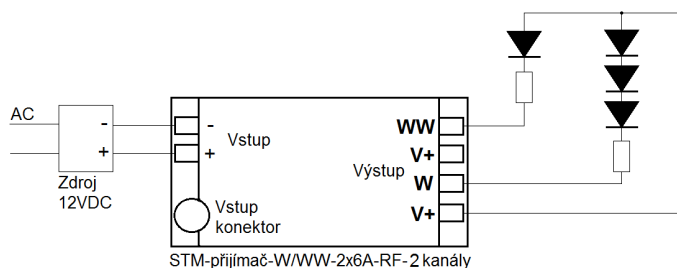 AC
-
+
Zdroj
12VDC
-
+
Vstup
Vstup
konektor
WW
V+
Výstup
W
V+
STM-přijímač-W/WW-2x6A-RF-2 kanály